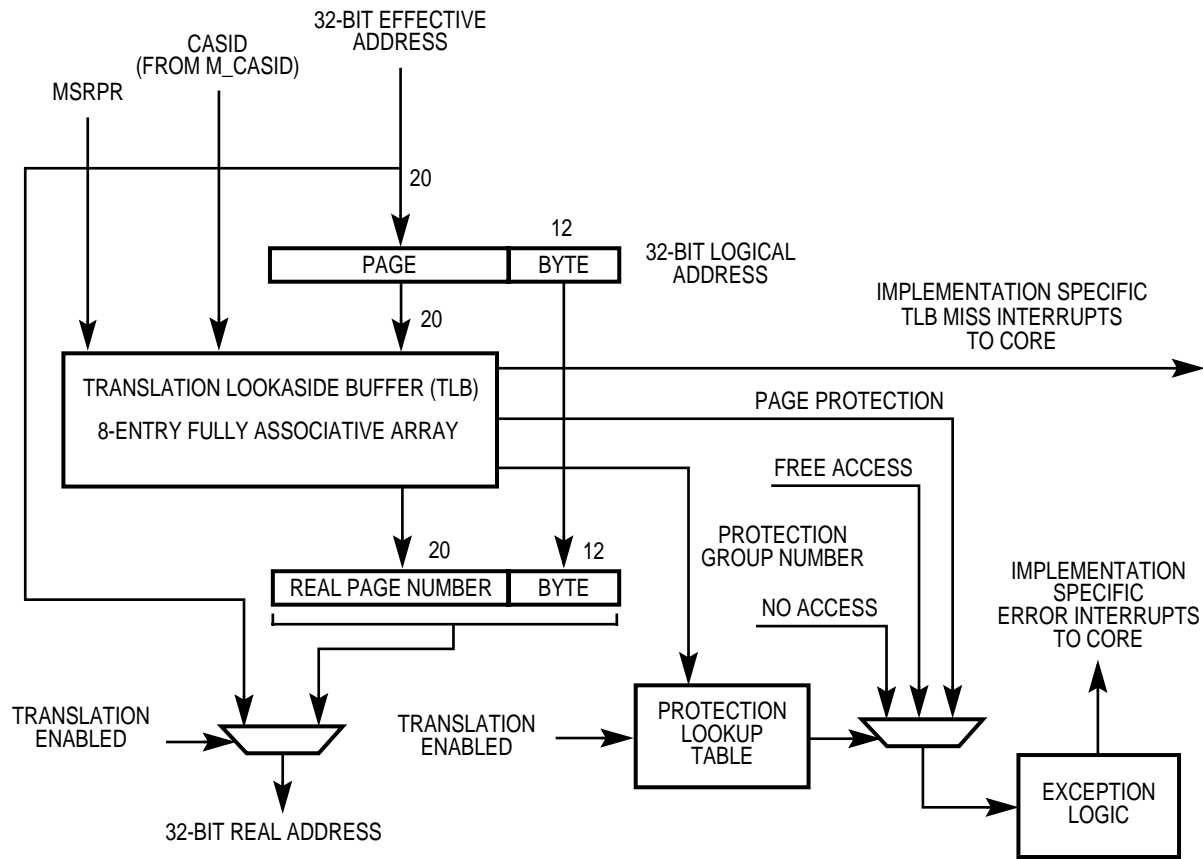 32-BIT EFFECTIVE
ADDRESS
CASID
(FROM M_CASID)
MSRPR
20
12
PAGE
BYTE
32-BIT LOGICAL
ADDRESS
20
IMPLEMENTATION SPECIFIC
TLB MISS INTERRUPTS
TO CORE
TRANSLATION LOOKASIDE BUFFER (TLB)
8-ENTRY FULLY ASSOCIATIVE ARRAY
PAGE PROTECTION
FREE ACCESS
PROTECTION
GROUP NUMBER
20
12
REAL PAGE NUMBER
BYTE
NO ACCESS
IMPLEMENTATION
SPECIFIC
ERROR INTERRUPTS
TO CORE
TRANSLATION
ENABLED
TRANSLATION
ENABLED
PROTECTION
LOOKUP
TABLE
EXCEPTION
LOGIC
32-BIT REAL ADDRESS